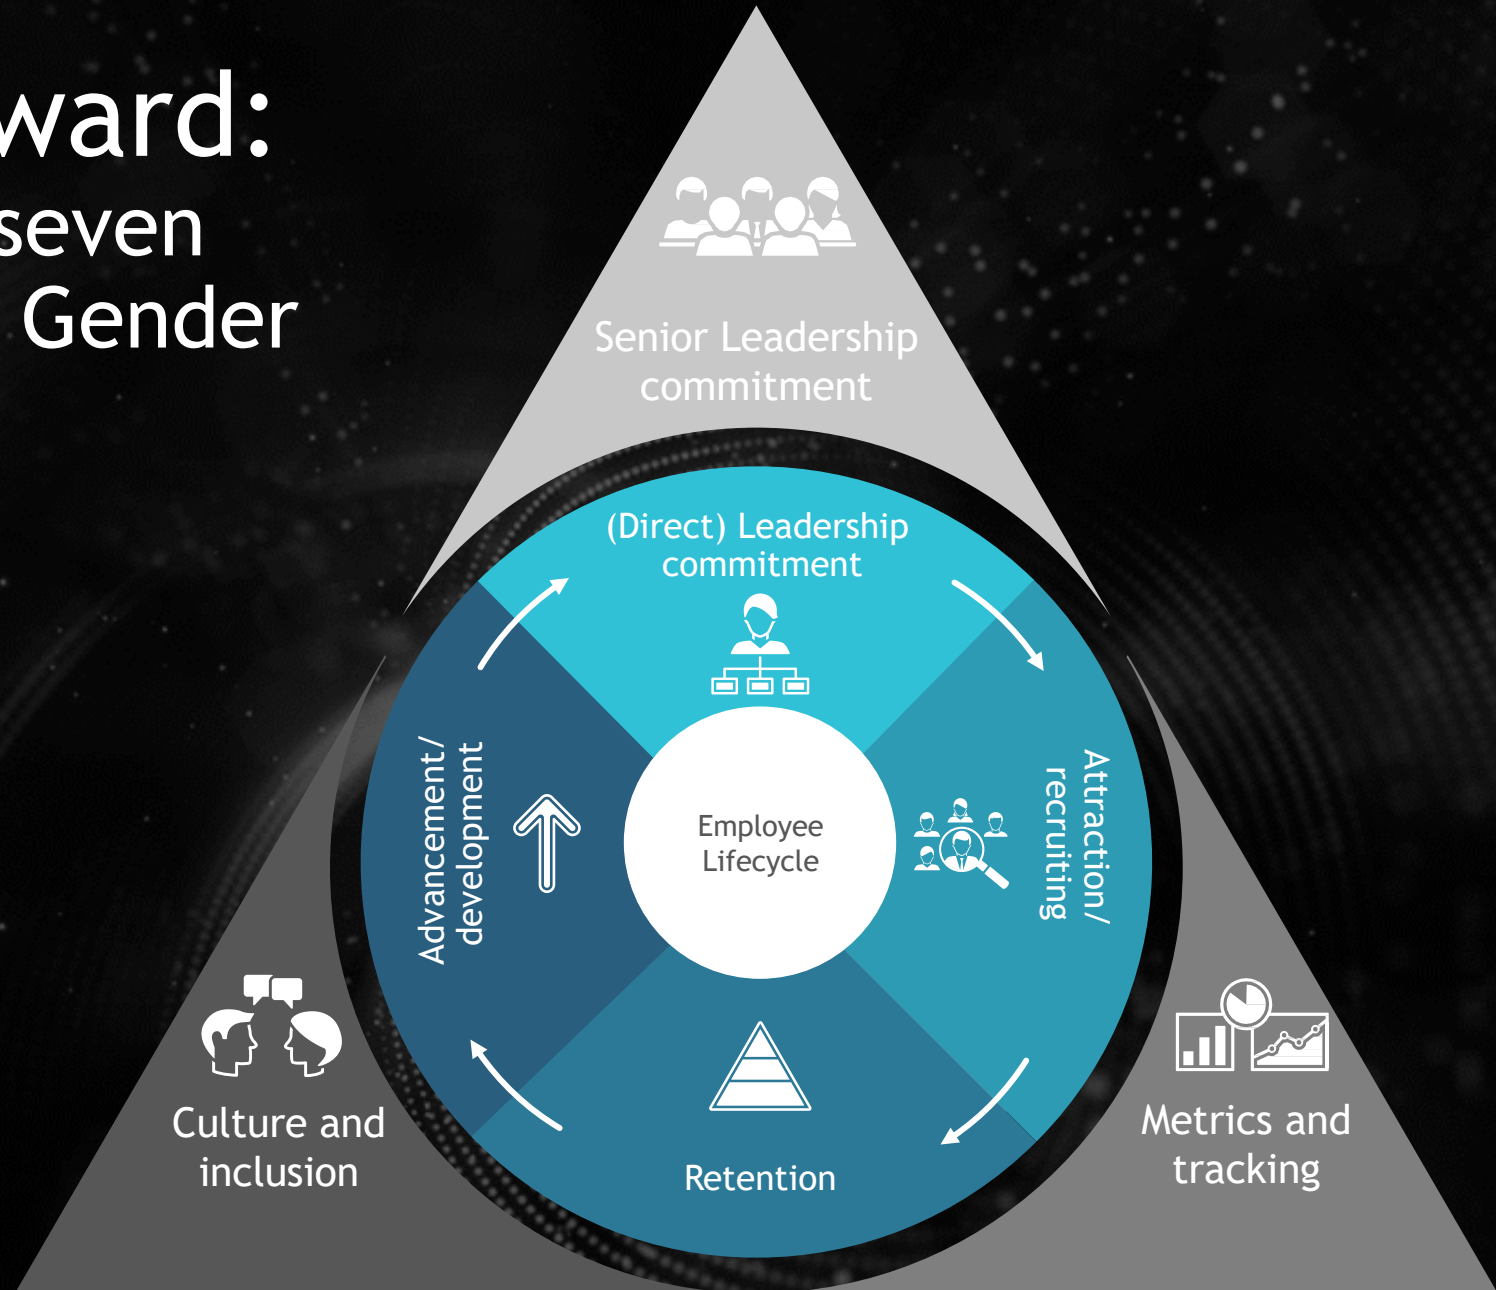 ward:
seven
Gender
Senior Leadership
commitment
(Direct) Leadership
commitment
Advancement/
development
Employee
Lifecycle
Attraction/
recruiting
Retention
Culture and
inclusion
Metrics and
tracking